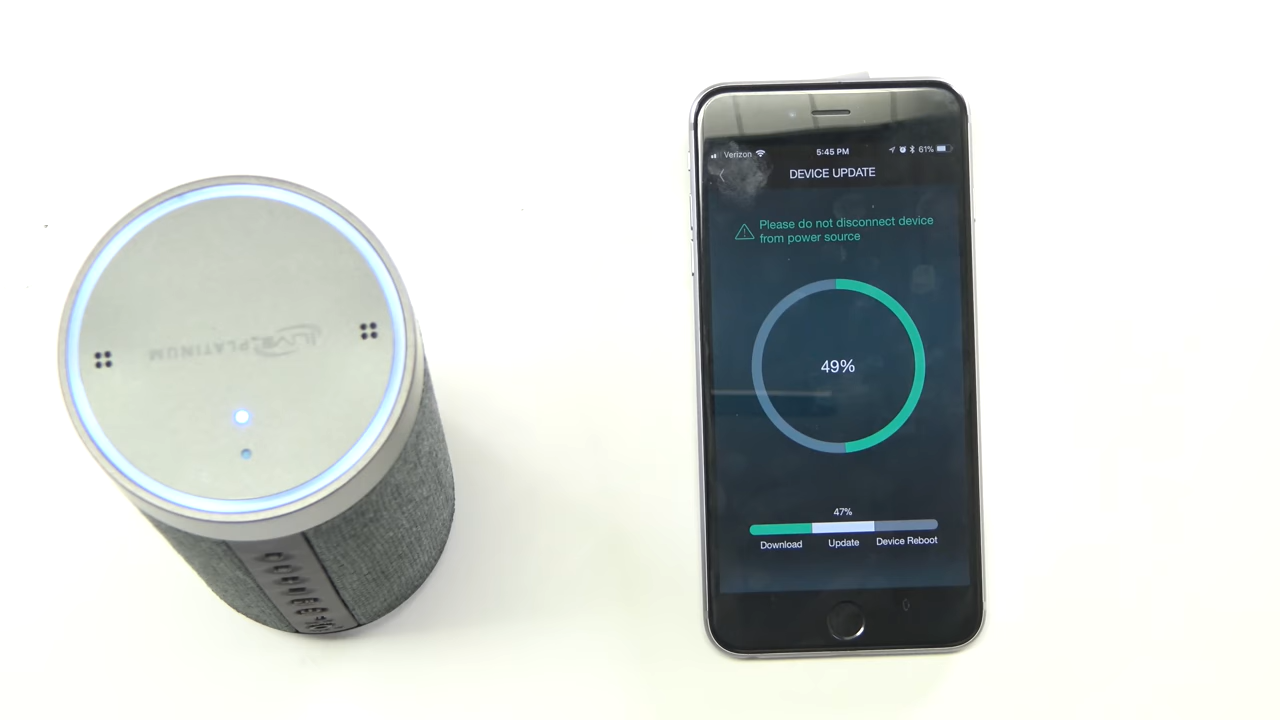 iLIVE PLATINUM
Verizon 5:45 PM 61%
DEVICE UPDATE
Please do not disconnect device
from power source
49%
47%
Download Update Device Reboot